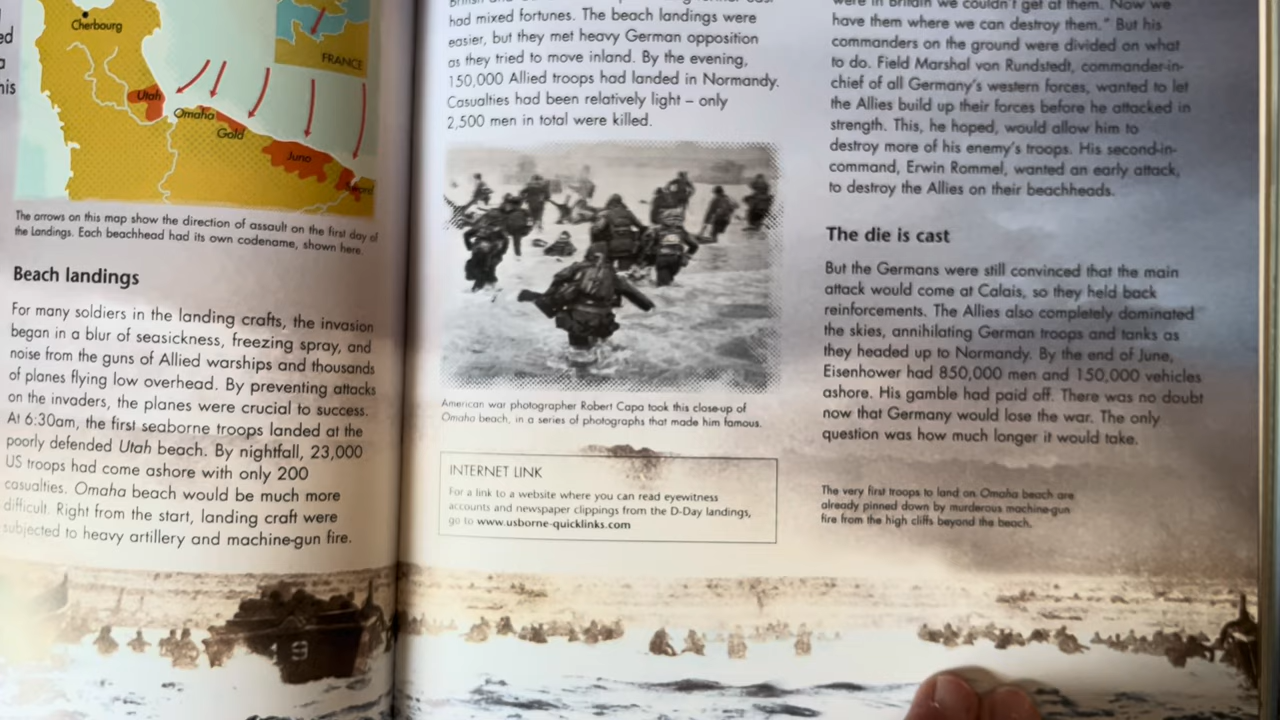 Cherbourg
FRANCE
Utah
Omaha
Gold
Juno
Sword
The arrows on this map show the direction of assault on the first day of
the Landings. Each beachhead had its own codename, shown here.
Beach landings
For many soldiers in the landing crafts, the invasion
began in a blur of seasickness, freezing spray, and
noise from the guns of Allied warships and thousands
of planes flying low overhead. By preventing attacks
on the invaders, the planes were crucial to success.
At 6:30am, the first seaborne troops landed at the
poorly defended Utah beach. By nightfall, 23,000
US troops had come ashore with only 200
casualties. Omaha beach would be much more
difficult. Right from the start, landing craft were
subjected to heavy artillery and machine-gun fire.
had mixed fortunes. The beach landings were
easier, but they met heavy German opposition
as they tried to move inland. By the evening,
150,000 Allied troops had landed in Normandy.
Casualties had been relatively light – only
2,500 men in total were killed.
American war photographer Robert Capa took this close-up of
Omaha beach, in a series of photographs that made him famous.
INTERNET LINK
For a link to a website where you can read eyewitness
accounts and newspaper clippings from the D-Day landings,
go to www.usborne-quicklinks.com
were in Britain we couldn't get at them. Now we
have them where we can destroy them." But his
commanders on the ground were divided on what
to do. Field Marshal von Rundstedt, commander-in-
chief of all Germany's western forces, wanted to let
the Allies build up their forces before he attacked in
strength. This, he hoped, would allow him to
destroy more of his enemy's troops. His second-in-
command, Erwin Rommel, wanted an early attack,
to destroy the Allies on their beachheads.
The die is cast
But the Germans were still convinced that the main
attack would come at Calais, so they held back
reinforcements. The Allies also completely dominated
the skies, annihilating German troops and tanks as
they headed up to Normandy. By the end of June,
Eisenhower had 850,000 men and 150,000 vehicles
ashore. His gamble had paid off. There was no doubt
now that Germany would lose the war. The only
question was how much longer it would take.
The very first troops to land on Omaha beach are
already pinned down by murderous machine-gun
fire from the high cliffs beyond the beach.
19